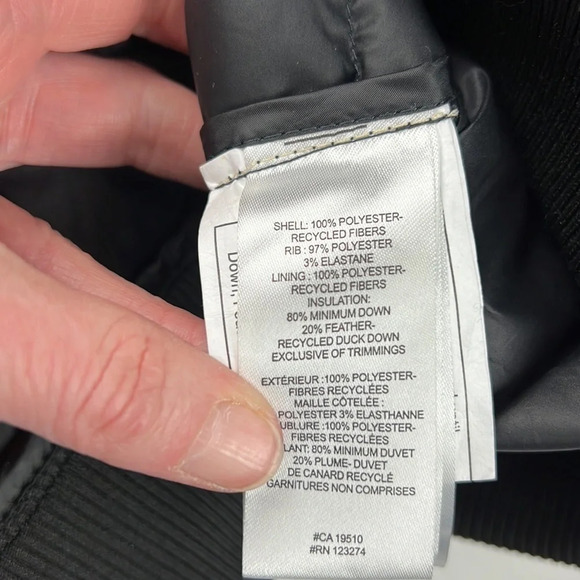 SHELL: 100% POLYESTER-
RECYCLED FIBERS
RIB : 97% POLYESTER
3% ELASTANE
LINING : 100% POLYESTER-
RECYCLED FIBERS
INSULATION:
80% MINIMUM DOWN
20% FEATHER-
RECYCLED DUCK DOWN
EXCLUSIVE OF TRIMMINGS
EXTÉRIEUR :100% POLYESTER-
FIBRES RECYCLÉES
MAILLE CÔTELÉE :
POLYESTER 3% ELASTHANNE
UBLURE :100% POLYESTER-
FIBRES RECYCLÉES
LANT: 80% MINIMUM DUVET
20% PLUME- DUVET
DE CANARD RECYCLÉ
GARNITURES NON COMPRISES
#CA 19510
#RN 123274
Down,